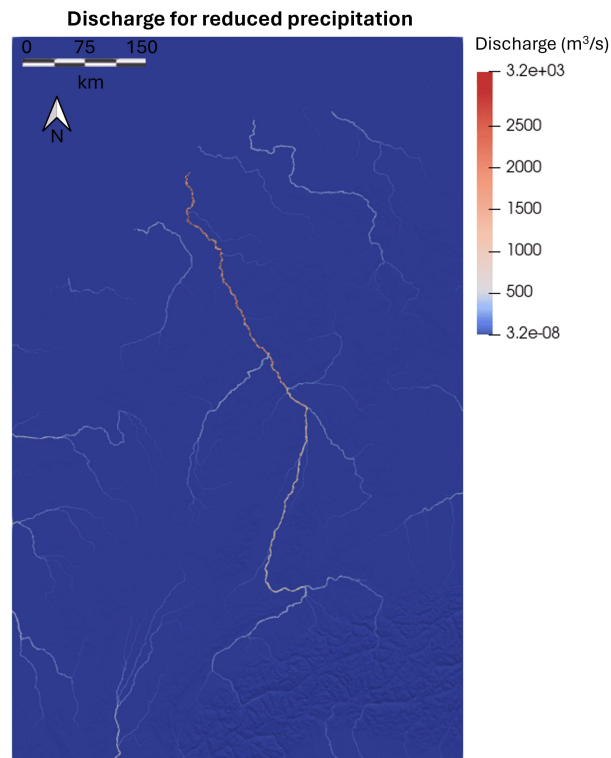 Discharge for reduced precipitation
0 75 150
km
N
Discharge (m³/s)
3.2e+03
2500
2000
1500
1000
500
3.2e-08